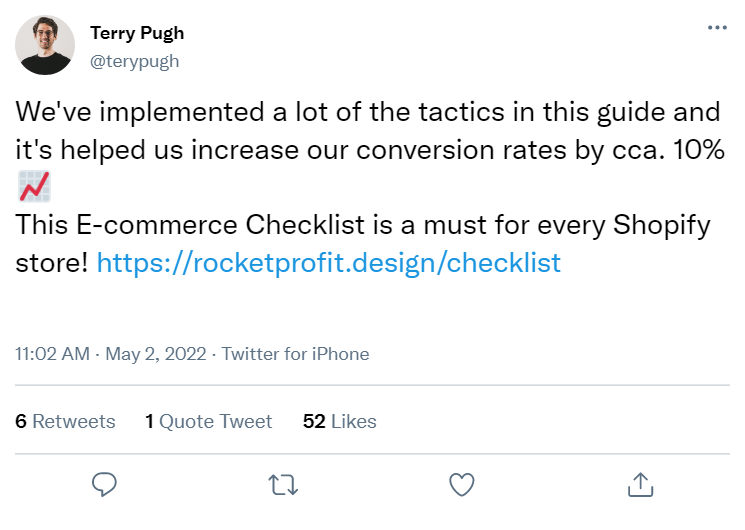 Terry Pugh
@terypugh
We've implemented a lot of the tactics in this guide and
it's helped us increase our conversion rates by cca. 10%
📈
This E-commerce Checklist is a must for every Shopify
store! https://rocketprofit.design/checklist
11:02 AM · May 2, 2022 · Twitter for iPhone
6 Retweets 1 Quote Tweet 52 Likes